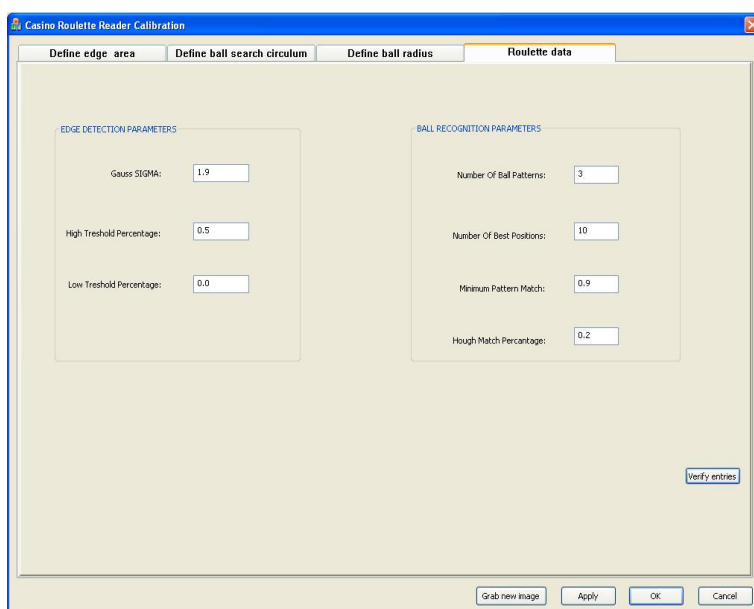 Casino Roulette Reader Calibration
Define edge area
Define ball search circulum
Define ball radius
Roulette data
EDGE DETECTION PARAMETERS
Gauss SIGMA: 1.9
High Treshold Percentage: 0.5
Low Treshold Percentage: 0.0
BALL RECOGNITION PARAMETERS
Number Of Ball Patterns: 3
Number Of Best Positions: 10
Minimum Pattern Match: 0.9
Hough Match Percantage: 0.2
Verify entries
Grab new image
Apply
OK
Cancel